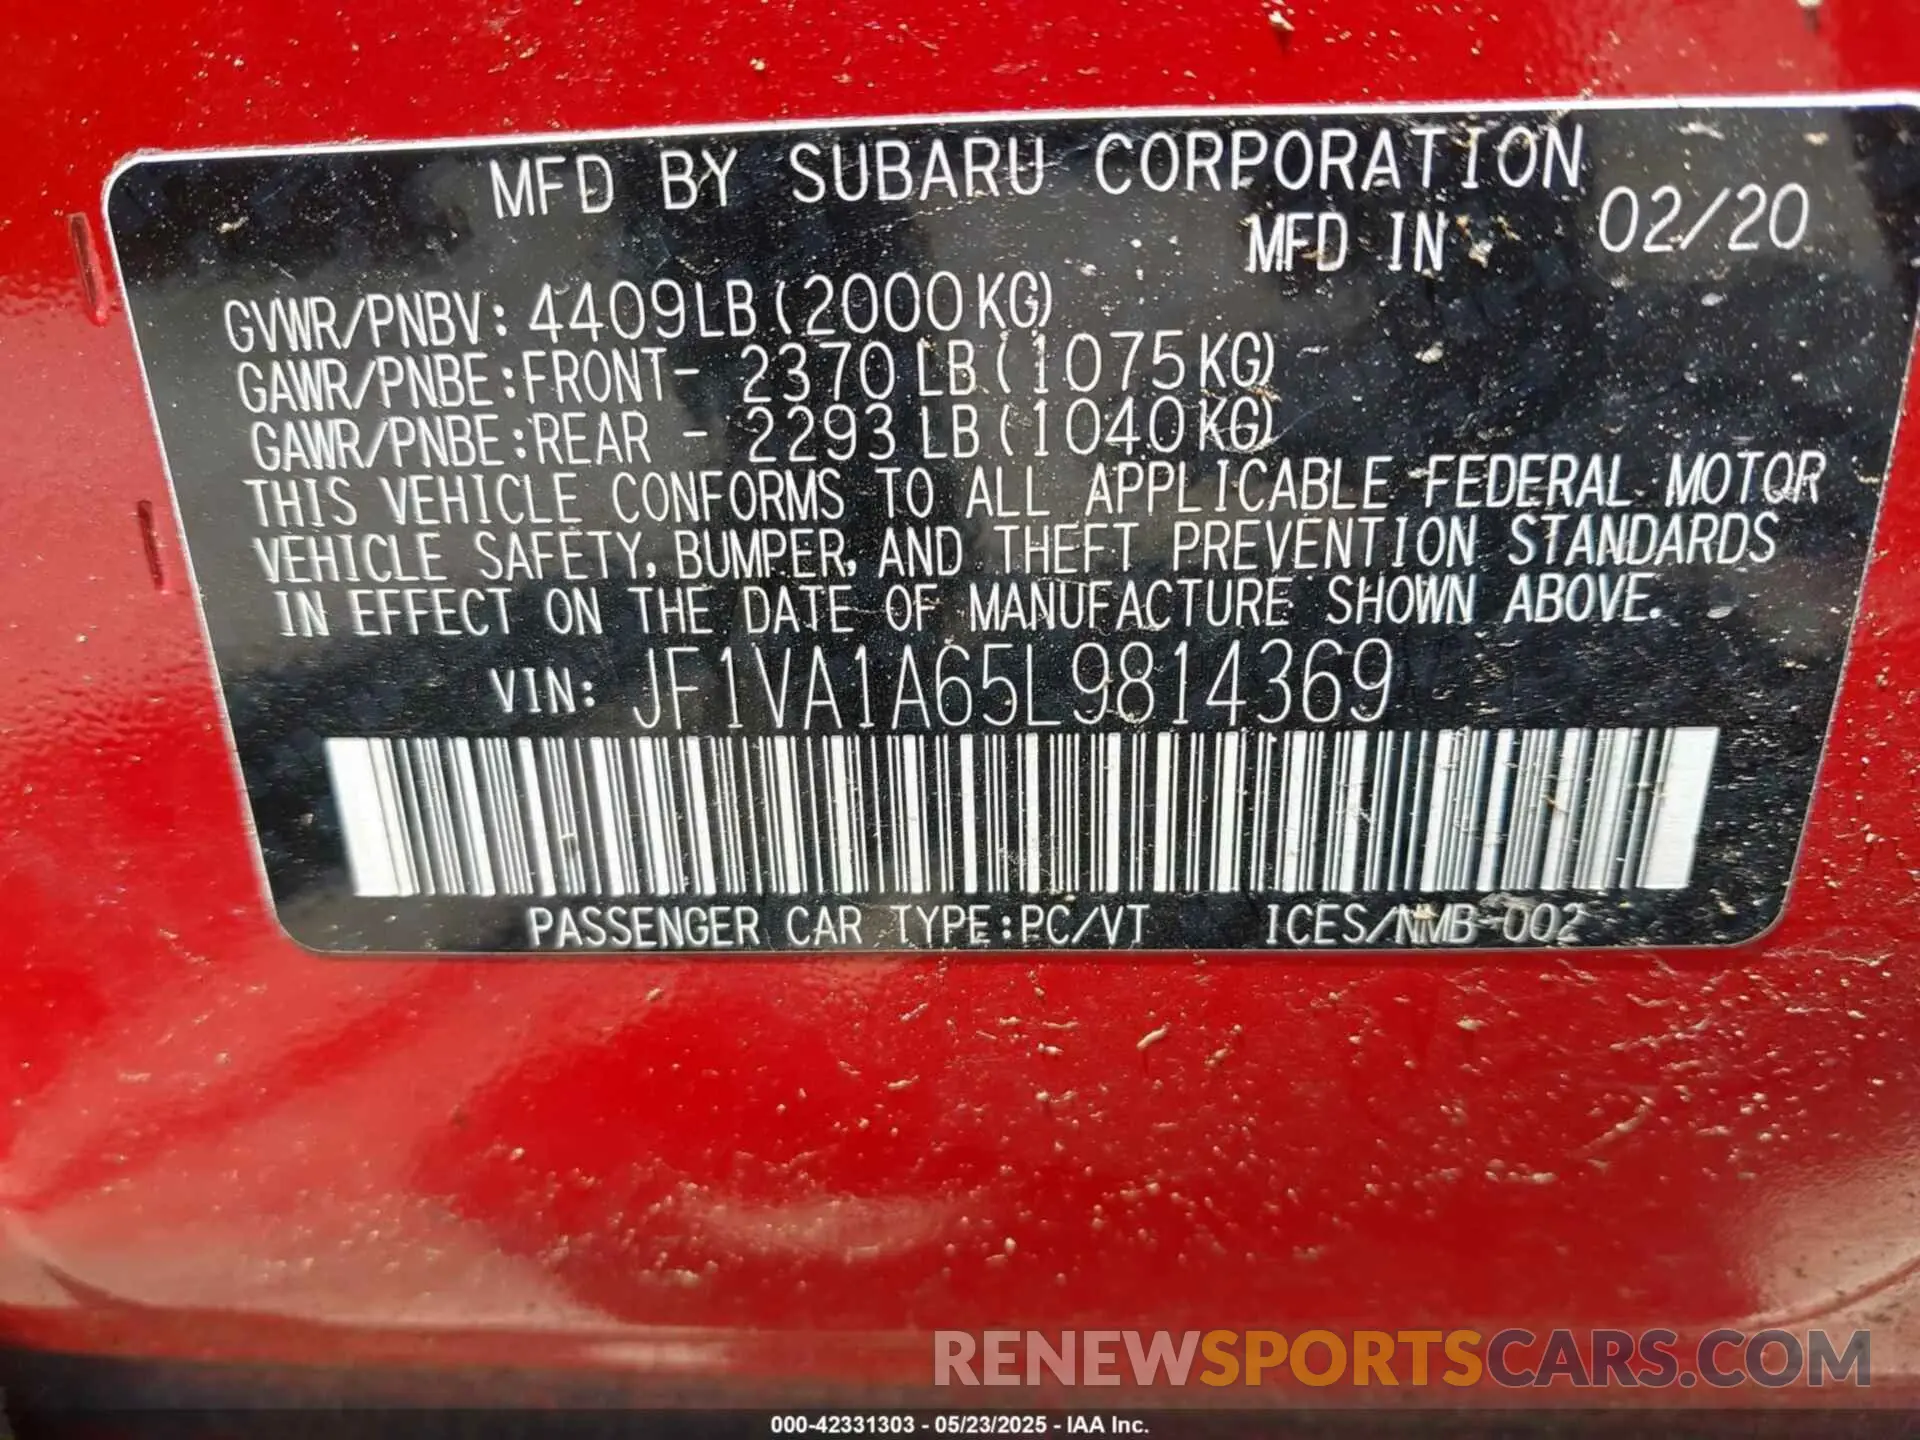 MFD BY SUBARU CORPORATION
MFD IN 02/20
GVWR/PNBV: 4409LB (2000KG)
GAWR/PNBE:FRONT- 2370 LB (1075KG)
GAWR/PNBE:REAR - 2293 LB (1040KG)
THIS VEHICLE CONFORMS TO ALL APPLICABLE FEDERAL MOTOR
VEHICLE SAFETY, BUMPER, AND THEFT PREVENTION STANDARDS
IN EFFECT ON THE DATE OF MANUFACTURE SHOWN ABOVE.
VIN: JF1VA1A65L9814369
PASSENGER CAR TYPE:PC/VT ICES/NMB-002
RENEWSPORTSCARS.COM
000-42331303 - 05/23/2025 - IAA Inc.